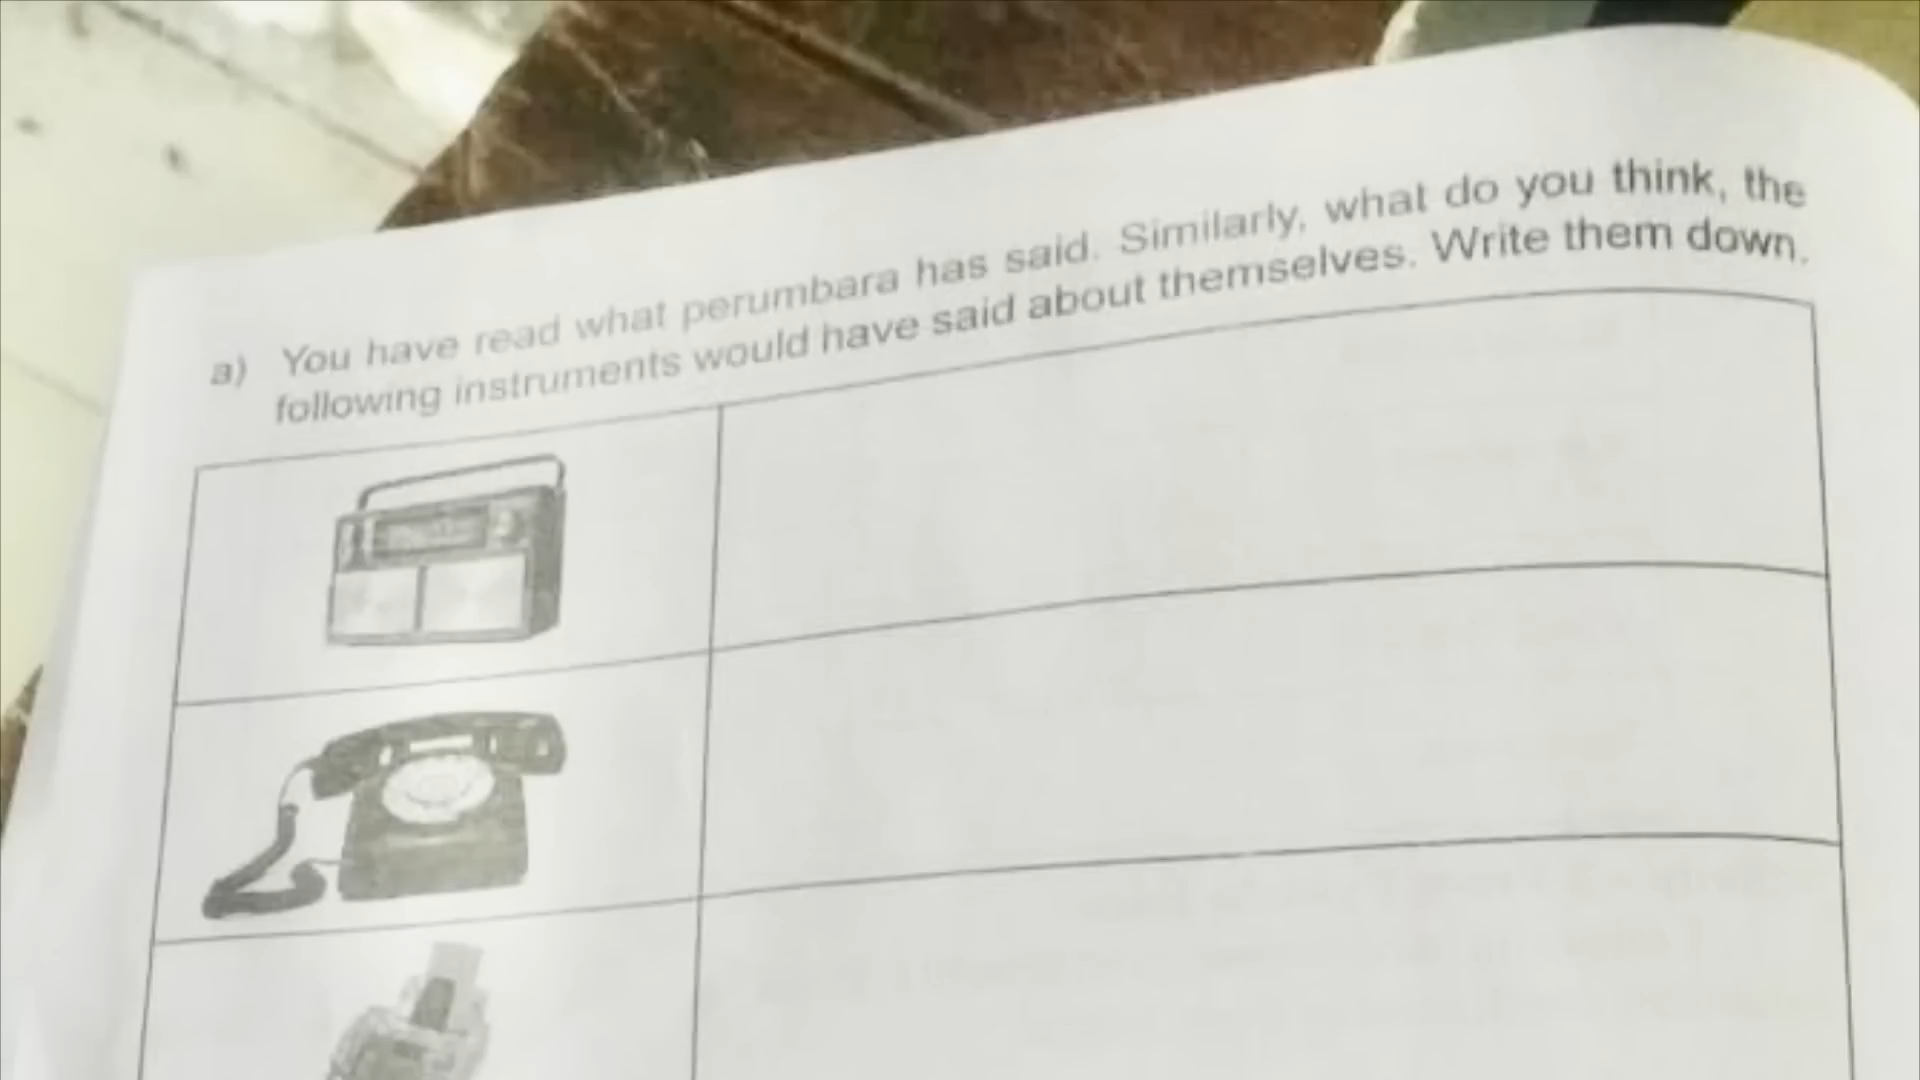 a) You have read what perumbara has said. Similarly, what do you think, the
following instruments would have said about themselves. Write them down.